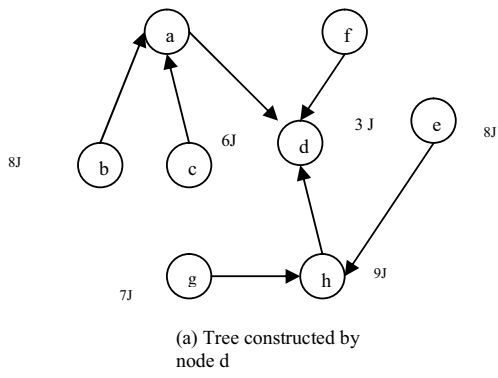 a
f
d
3 J
e
8J
6J
8J
b
c
g
h
9J
7J
(a) Tree constructed by
node d